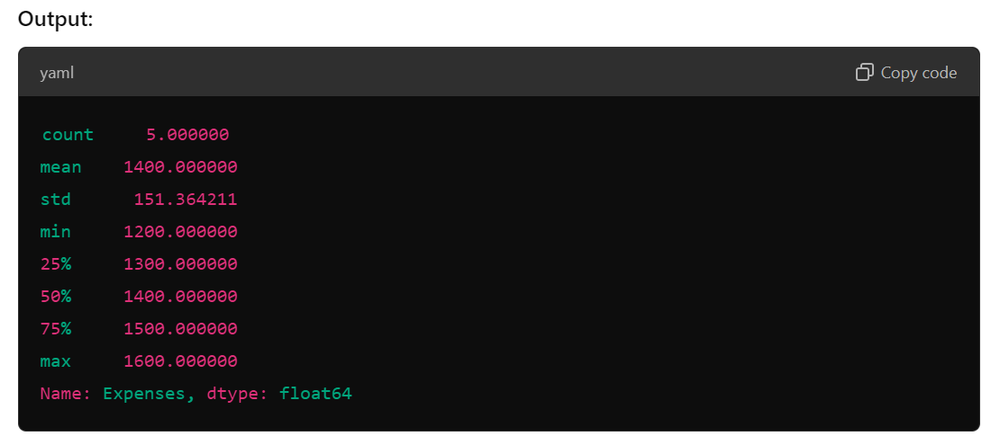 Output:
yaml Copy code
count 5.000000
mean 1400.000000
std 151.364211
min 1200.000000
25% 1300.000000
50% 1400.000000
75% 1500.000000
max 1600.000000
Name: Expenses, dtype: float64